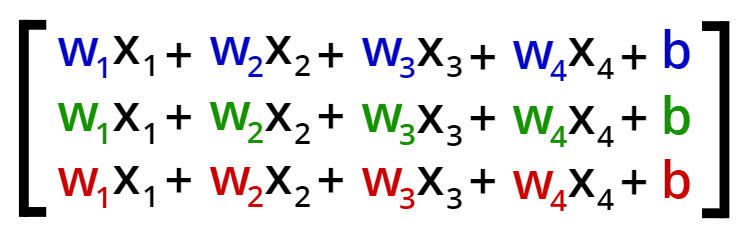 w₁x₁ + w₂x₂ + w₃x₃ + w₄x₄ + b
w₁x₁ + w₂x₂ + w₃x₃ + w₄x₄ + b
w₁x₁ + w₂x₂ + w₃x₃ + w₄x₄ + b